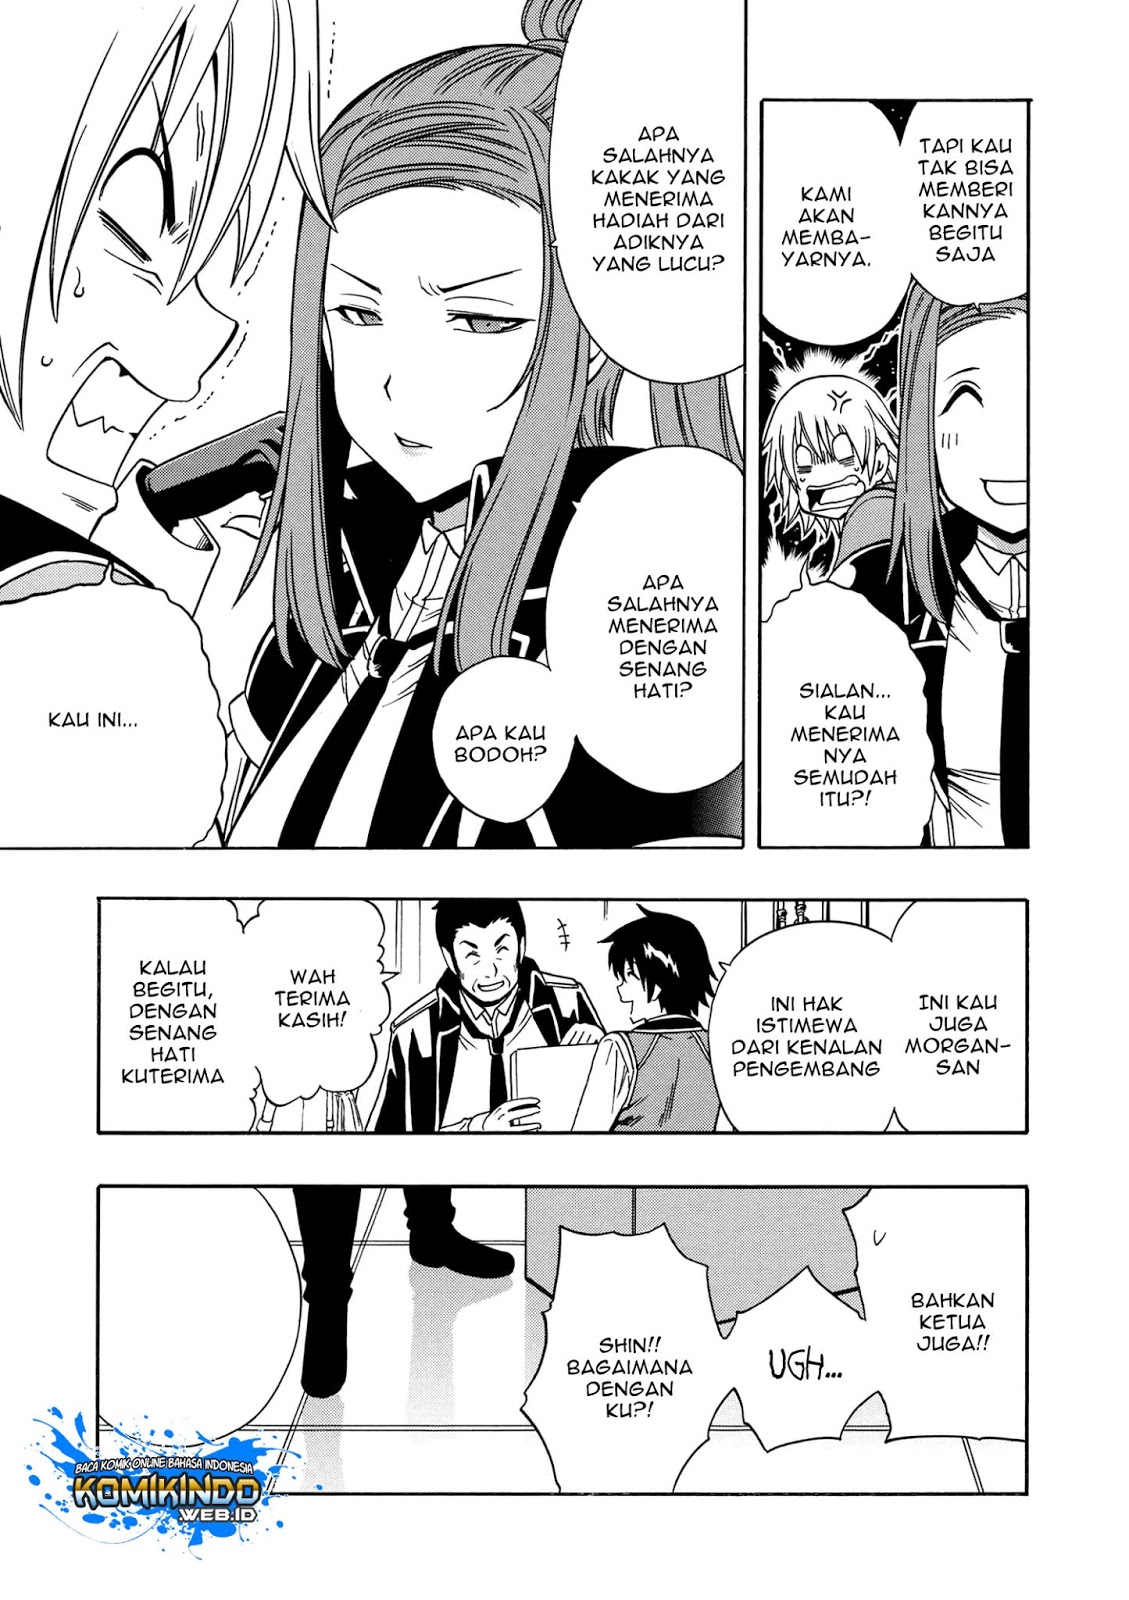 TAPI KAU
TAK BISA
MEMBERI
KANNYA
BEGITU
SAJA
KAMI
AKAN
MEMBA-
YARNYA.
SIALAN...
KAU
MENERIMA
NYA
SEMUDAH
ITU?!
APA
SALAHNYA
KAKAK YANG
MENERIMA
HADIAH DARI
ADIKNYA
YANG LUCU?
APA
SALAHNYA
MENERIMA
DENGAN
SENANG
HATI?
APA KAU
BODOH?
KAU INI...
INI KAU
JUGA
MORGAN-
SAN
INI HAK
ISTIMEWA
DARI KENALAN
PENGEMBANG
WAH
TERIMA
KASIH!
KALAU
BEGITU,
DENGAN
SENANG
HATI
KUTERIMA
BAHKAN
KETUA
JUGA!!
UGH...
SHIN!!
BAGAIMANA
DENGAN
KU?!
BACA KOMIK ONLINE BAHASA INDONESIA
KOMIKINDO
.WEB.ID